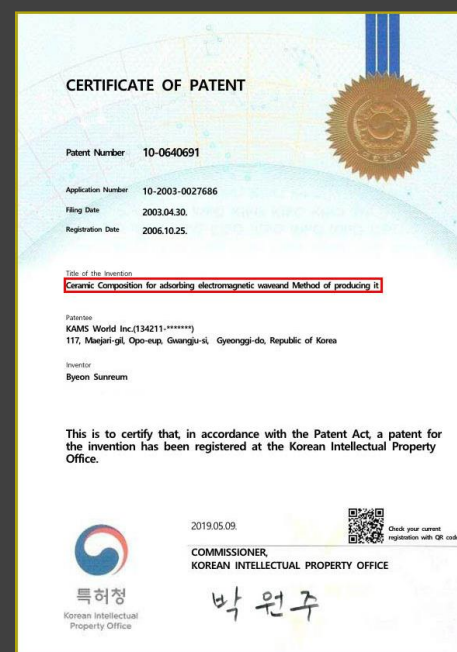 CERTIFICATE OF PATENT
Patent Number 10-0640691
Application Number 10-2003-0027686
Filing Date 2003.04.30.
Registration Date 2006.10.25.
Title of the Invention
Ceramic Composition for adsorbing electromagnetic waveand Method of producing it
Patentee
KAMS World Inc.(134211-*******)
117, Maejari-gil, Opo-eup, Gwangju-si, Gyeonggi-do, Republic of Korea
Inventor
Byeon Sunreum
This is to certify that, in accordance with the Patent Act, a patent for
the invention has been registered at the Korean Intellectual Property
Office.
2019.05.09.
Check your current
registration with QR code
COMMISSIONER,
KOREAN INTELLECTUAL PROPERTY OFFICE
박원주
특허청
Korean Intellectual
Property Office